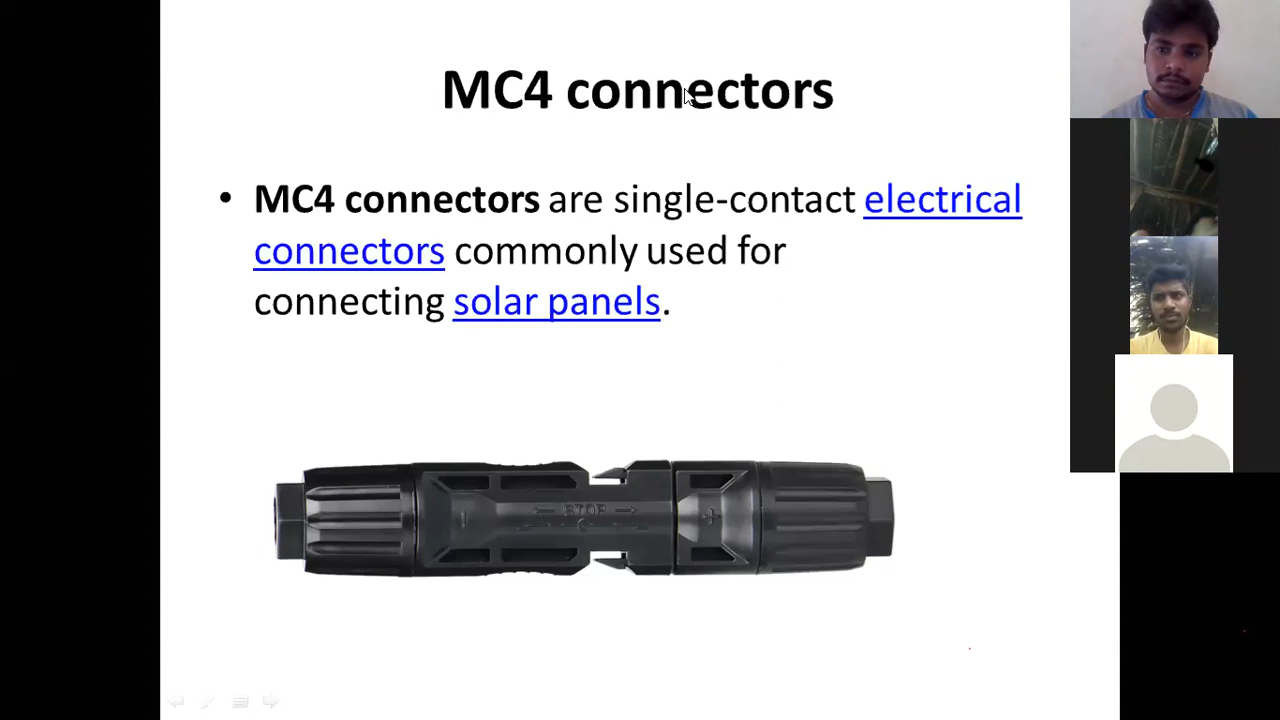 MC4 connectors
• MC4 connectors are single-contact electrical
connectors commonly used for
connecting solar panels.
STOP